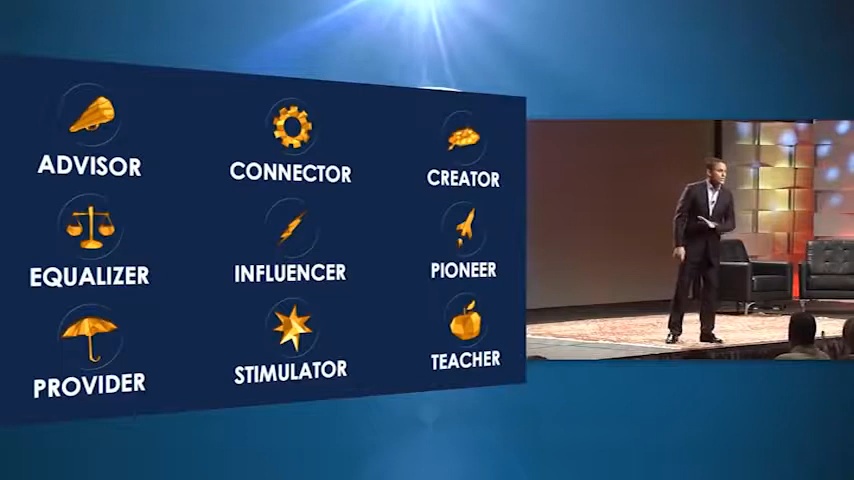 ADVISOR
CONNECTOR
CREATOR
EQUALIZER
INFLUENCER
PIONEER
PROVIDER
STIMULATOR
TEACHER